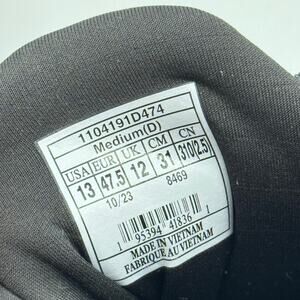 1104191D474
Medium(D)
USA EUR UK CM CN
13 47.5 12 31 310(2.5)
10/23 8469
1 95394 41836 1
MADE IN VIETNAM
FABRIQUE AU VIETNAM